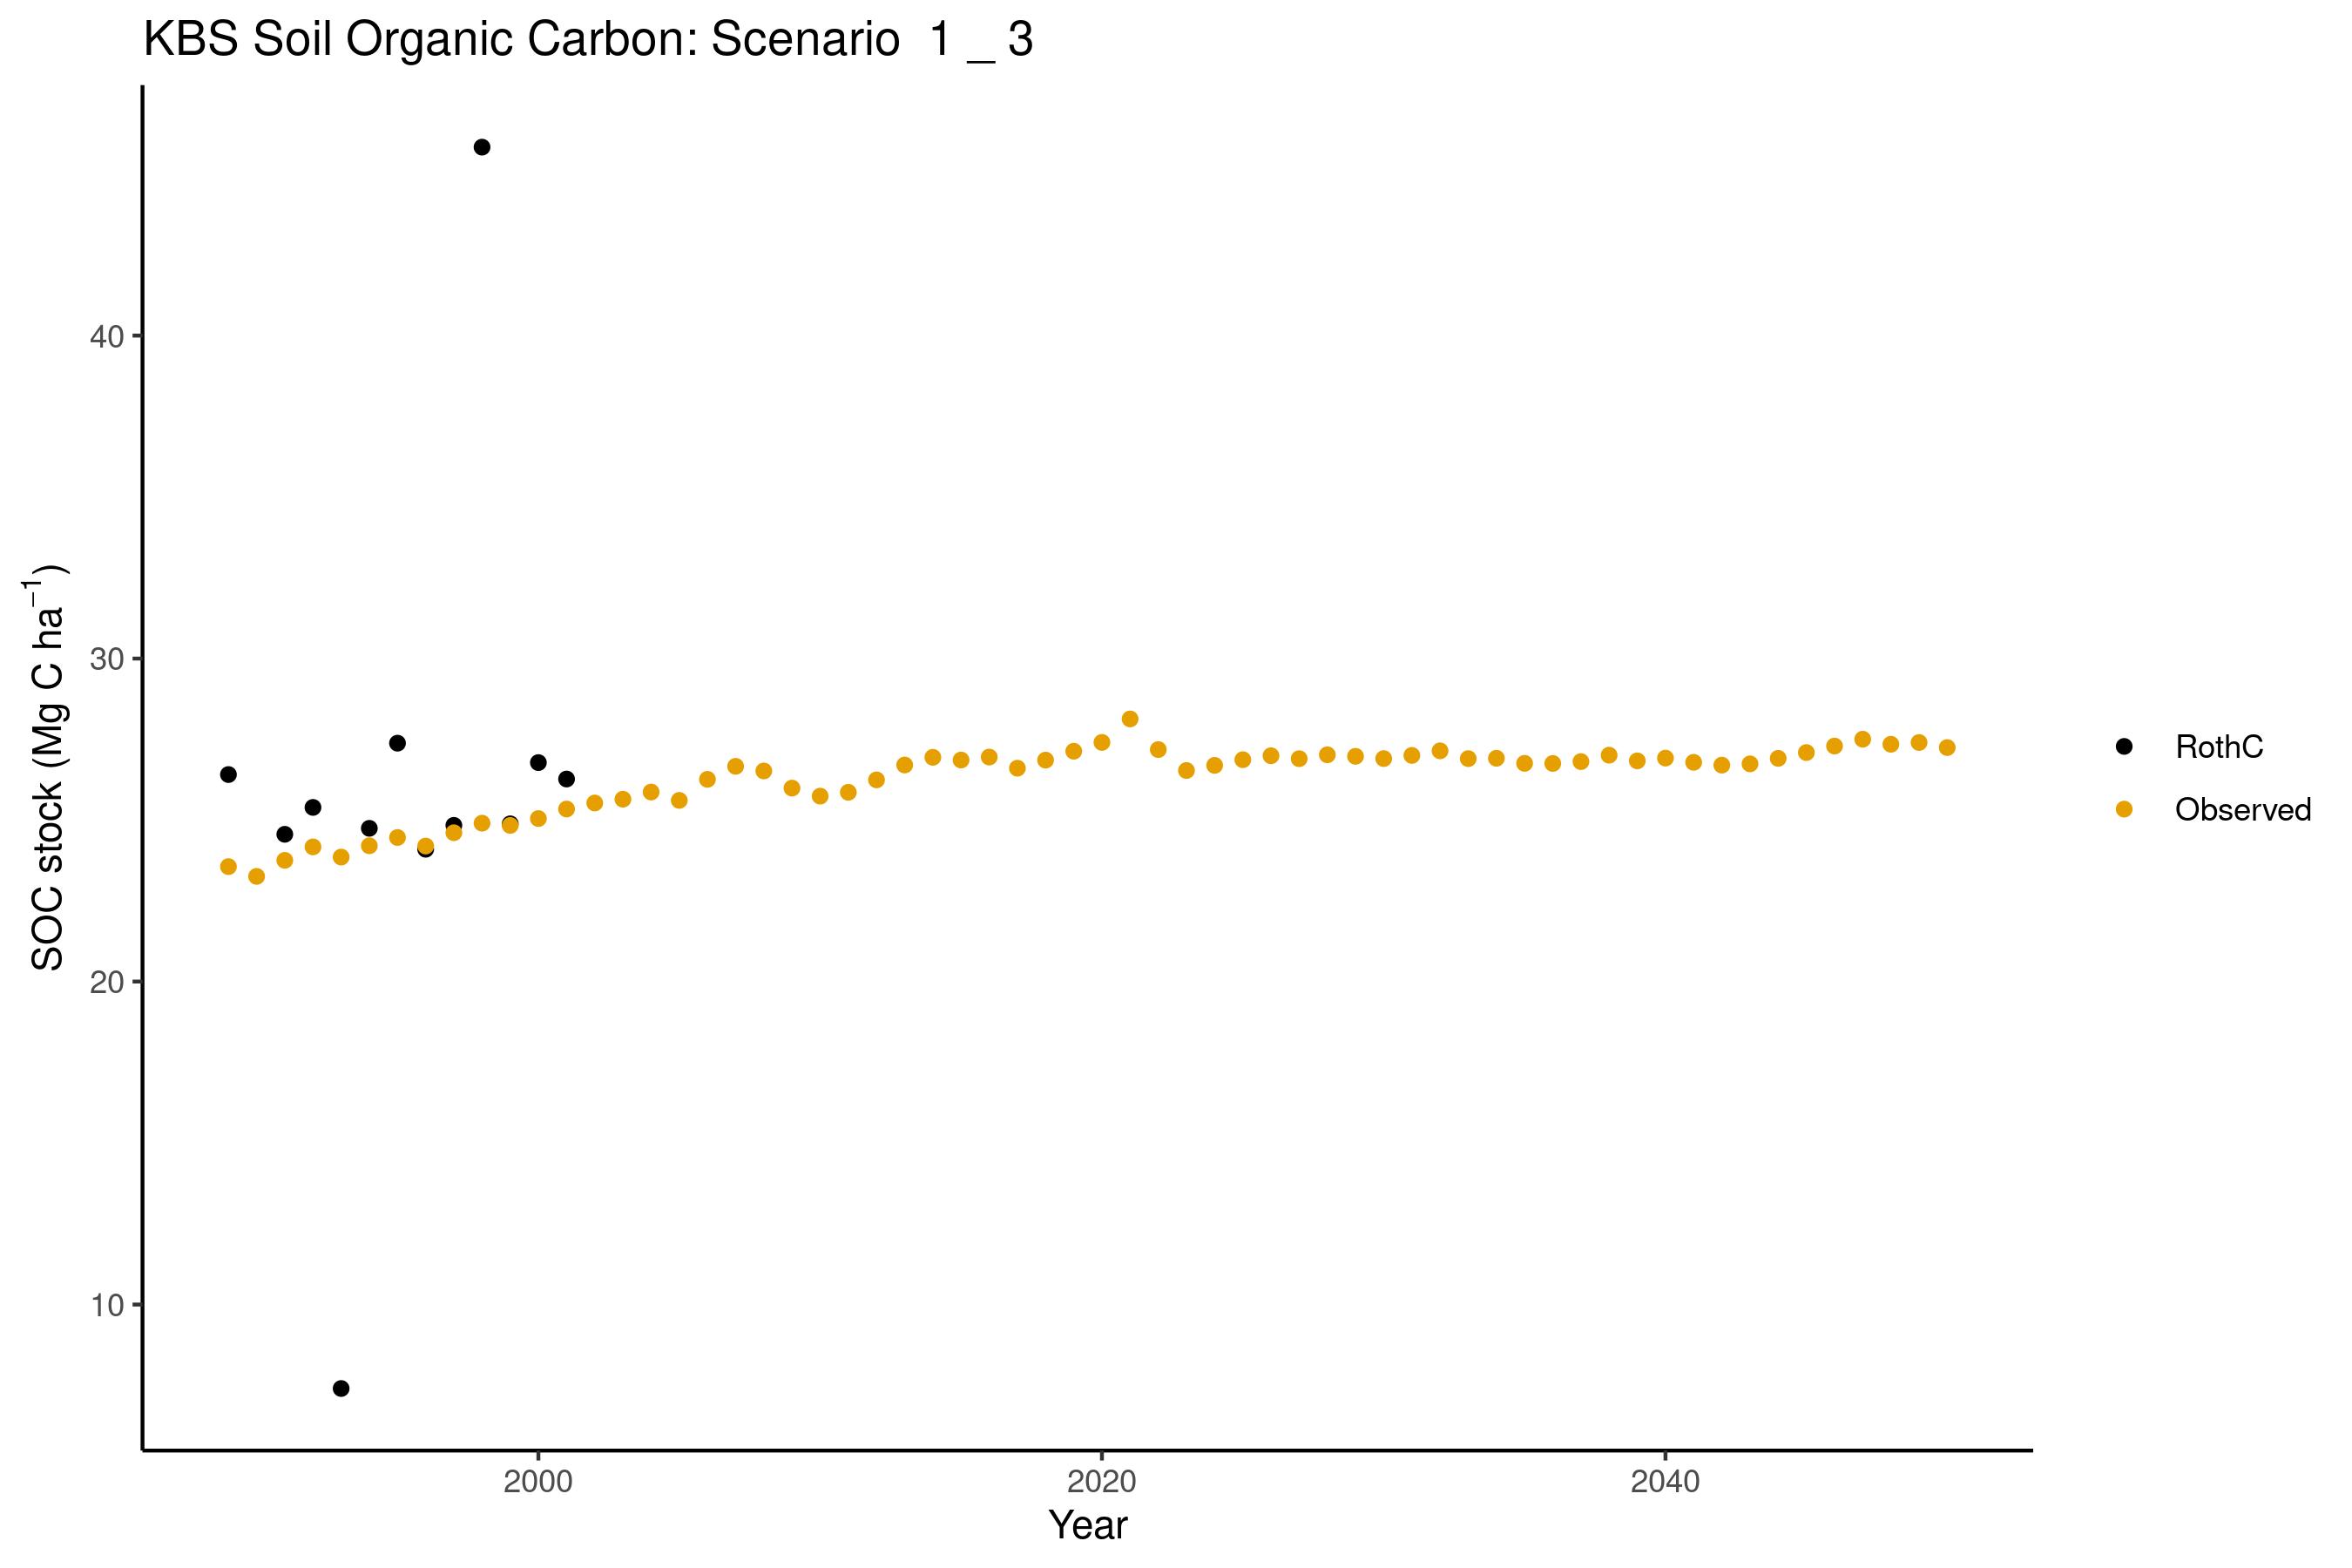 KBS Soil Organic Carbon: Scenario 1 _ 3
SOC stock (Mg C ha⁻¹)
40
30
20
10
2000 2020 2040
Year
RothC
Observed